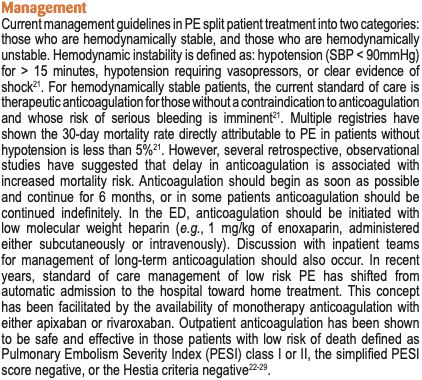 Management
Current management guidelines in PE split patient treatment into two categories:
those who are hemodynamically stable, and those who are hemodynamically
unstable. Hemodynamic instability is defined as: hypotension (SBP < 90mmHg)
for > 15 minutes, hypotension requiring vasopressors, or clear evidence of
shock²¹. For hemodynamically stable patients, the current standard of care is
therapeutic anticoagulation for those without a contraindication to anticoagulation
and whose risk of serious bleeding is imminent²¹. Multiple registries have
shown the 30-day mortality rate directly attributable to PE in patients without
hypotension is less than 5%²¹. However, several retrospective, observational
studies have suggested that delay in anticoagulation is associated with
increased mortality risk. Anticoagulation should begin as soon as possible
and continue for 6 months, or in some patients anticoagulation should be
continued indefinitely. In the ED, anticoagulation should be initiated with
low molecular weight heparin (e.g., 1 mg/kg of enoxaparin, administered
either subcutaneously or intravenously). Discussion with inpatient teams
for management of long-term anticoagulation should also occur. In recent
years, standard of care management of low risk PE has shifted from
automatic admission to the hospital toward home treatment. This concept
has been facilitated by the availability of monotherapy anticoagulation with
either apixaban or rivaroxaban. Outpatient anticoagulation has been shown
to be safe and effective in those patients with low risk of death defined as
Pulmonary Embolism Severity Index (PESI) class I or II, the simplified PESI
score negative, or the Hestia criteria negative²²⁻²⁹.